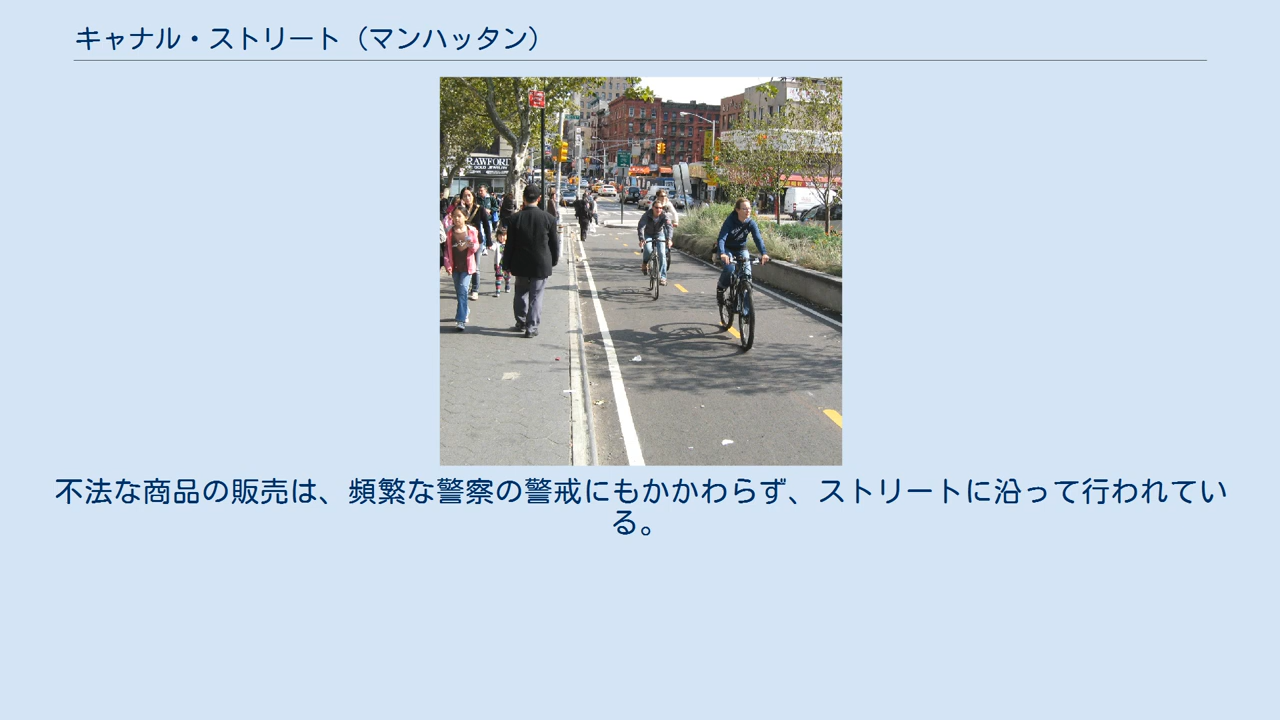 キャナル・ストリート（マンハッタン）
RAWFORD
不法な商品の販売は、頻繁な警察の警戒にもかかわらず、ストリートに沿って行われてい
る。